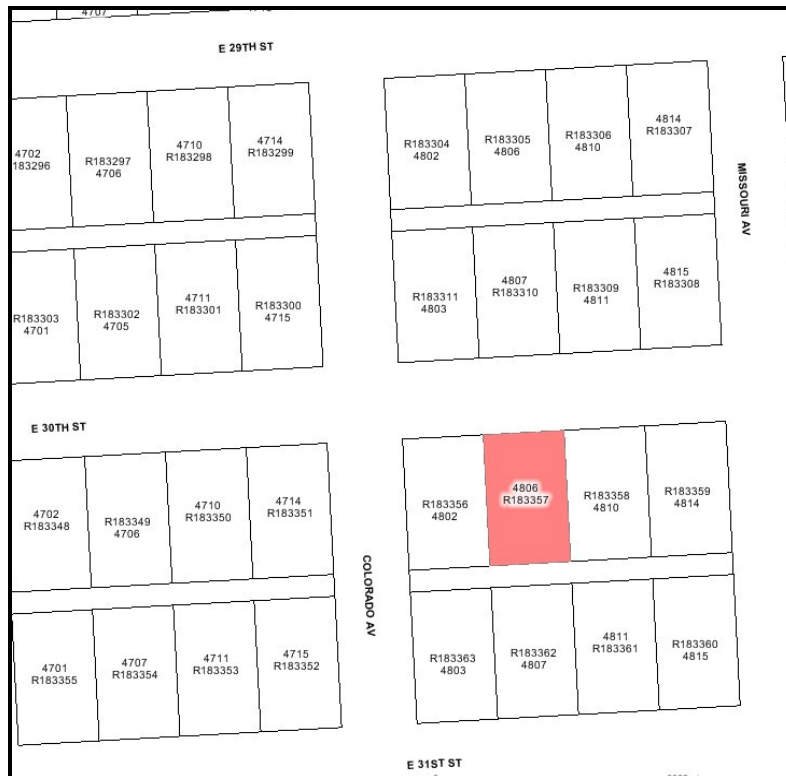 4707
E 29TH ST
4702
183296
R183297
4706
4710
R183298
4714
R183299
R183304
4802
R183305
4806
R183306
4810
4814
R183307
MISSOURI AV
R183303
4701
R183302
4705
4711
R183301
R183300
4715
R183311
4803
4807
R183310
R183309
4811
4815
R183308
E 30TH ST
4702
R183348
R183349
4706
4710
R183350
4714
R183351
R183356
4802
4806
R183357
R183358
4810
R183359
4814
COLORADO AV
4701
R183355
4707
R183354
4711
R183353
4715
R183352
R183363
4803
R183362
4807
4811
R183361
R183360
4815
E 31ST ST